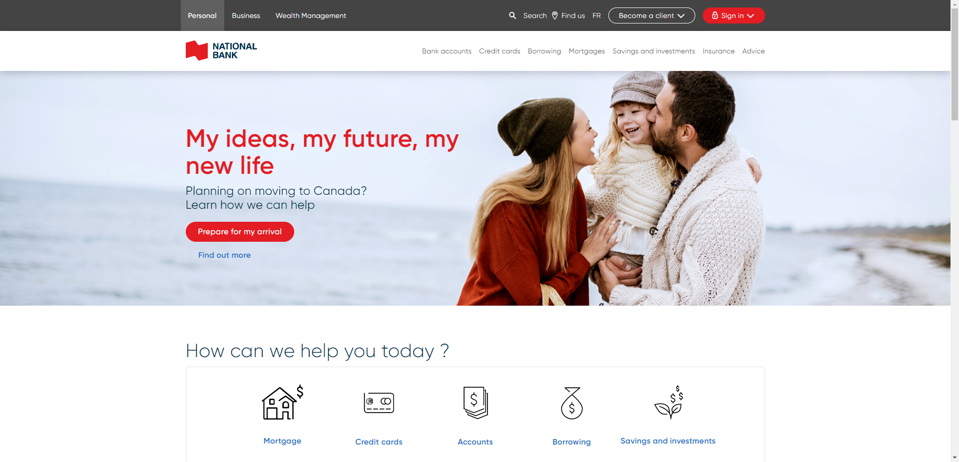 Personal Business Wealth Management Search Find us FR Become a client Sign in
NATIONAL
BANK
Bank accounts Credit cards Borrowing Mortgages Savings and investments Insurance Advice
My ideas, my future, my
new life
Planning on moving to Canada?
Learn how we can help
Prepare for my arrival
Find out more
How can we help you today ?
Mortgage Credit cards Accounts Borrowing Savings and investments